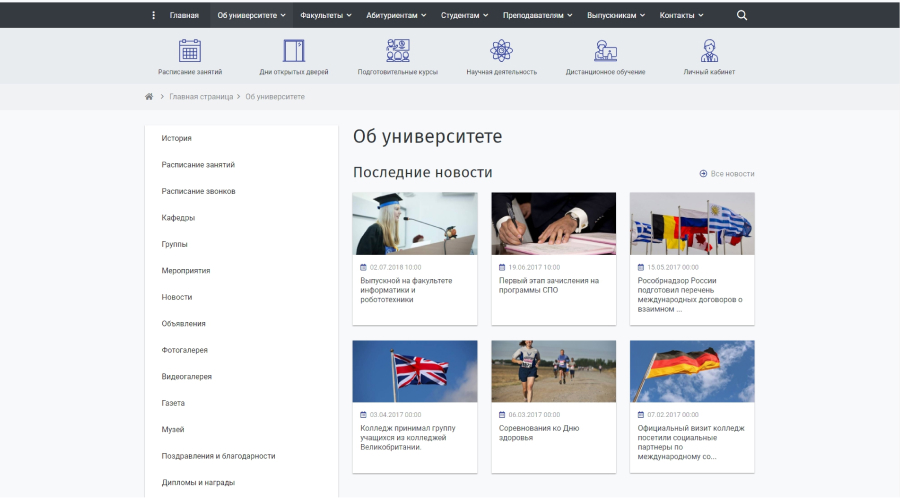 Главная Об университете Факультеты Абитуриентам Студентам Преподавателям Выпускникам Контакты
Расписание занятий Дни открытых дверей Подготовительные курсы Научная деятельность Дистанционное обучение Личный кабинет
Главная страница Об университете
История
Расписание занятий
Расписание звонков
Кафедры
Группы
Мероприятия
Новости
Объявления
Фотогалерея
Видеогалерея
Газета
Музей
Поздравления и благодарности
Дипломы и награды
Об университете
Последние новости
Все новости
02.07.2018 10:00
Выпускной на факультете
информатики и
робототехники
19.06.2017 10:00
Первый этап зачисления на
программы СПО
15.05.2017 00:00
Рособрнадзор России
подготовил перечень
международных договоров о
взаимном ...
03.04.2017 00:00
Колледж принимал группу
учащихся из колледжей
Великобритании.
06.03.2017 00:00
Соревнования ко Дню
здоровья
07.02.2017 00:00
Официальный визит колледж
посетили социальные
партнеры по
международному со...